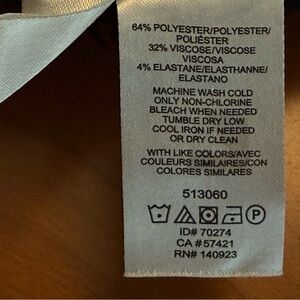 64% POLYESTER/POLYESTER/
POLIÉSTER
32% VISCOSE/VISCOSE
VISCOSA
4% ELASTANE/ELASTHANNE/
ELASTANO
MACHINE WASH COLD
ONLY NON-CHLORINE
BLEACH WHEN NEEDED
TUMBLE DRY LOW
COOL IRON IF NEEDED
OR DRY CLEAN
WITH LIKE COLORS/AVEC
COULEURS SIMILAIRES/CON
COLORES SIMILARES
513060
P
ID# 70274
CA #57421
RN# 140923